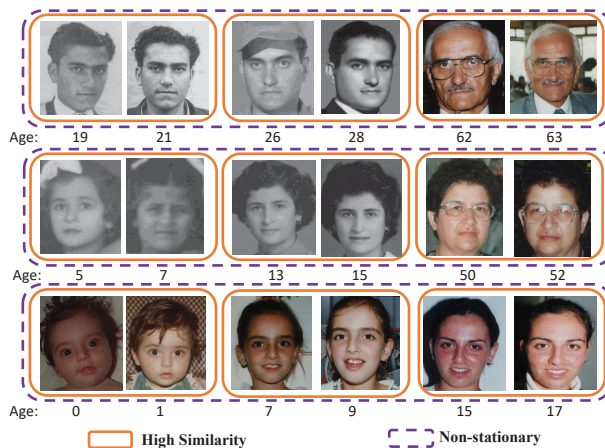 Age: 19 21 26 28 62 63
Age: 5 7 13 15 50 52
Age: 0 1 7 9 15 17
High Similarity Non-stationary